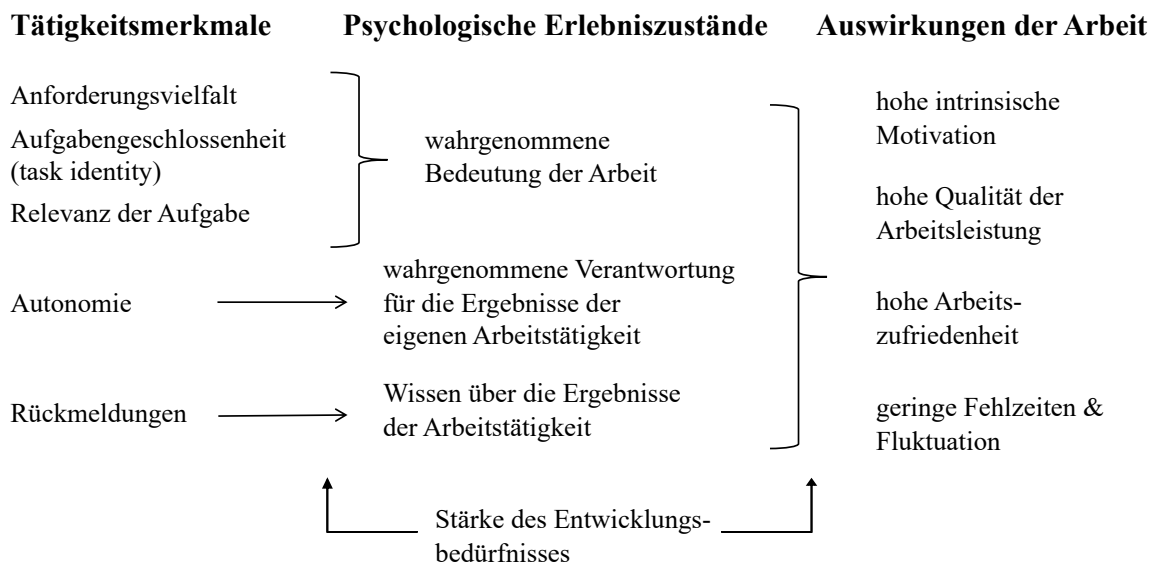 Tätigkeitsmerkmale
Psychologische Erlebniszustände
Auswirkungen der Arbeit
Anforderungsvielfalt
Aufgabengeschlossenheit
(task identity)
Relevanz der Aufgabe
wahrgenommene
Bedeutung der Arbeit
Autonomie
wahrgenommene Verantwortung
für die Ergebnisse der
eigenen Arbeitstätigkeit
Rückmeldungen
Wissen über die Ergebnisse
der Arbeitstätigkeit
hohe intrinsische
Motivation
hohe Qualität der
Arbeitsleistung
hohe Arbeits-
zufriedenheit
geringe Fehlzeiten &
Fluktuation
Stärke des Entwicklungs-
bedürfnisses